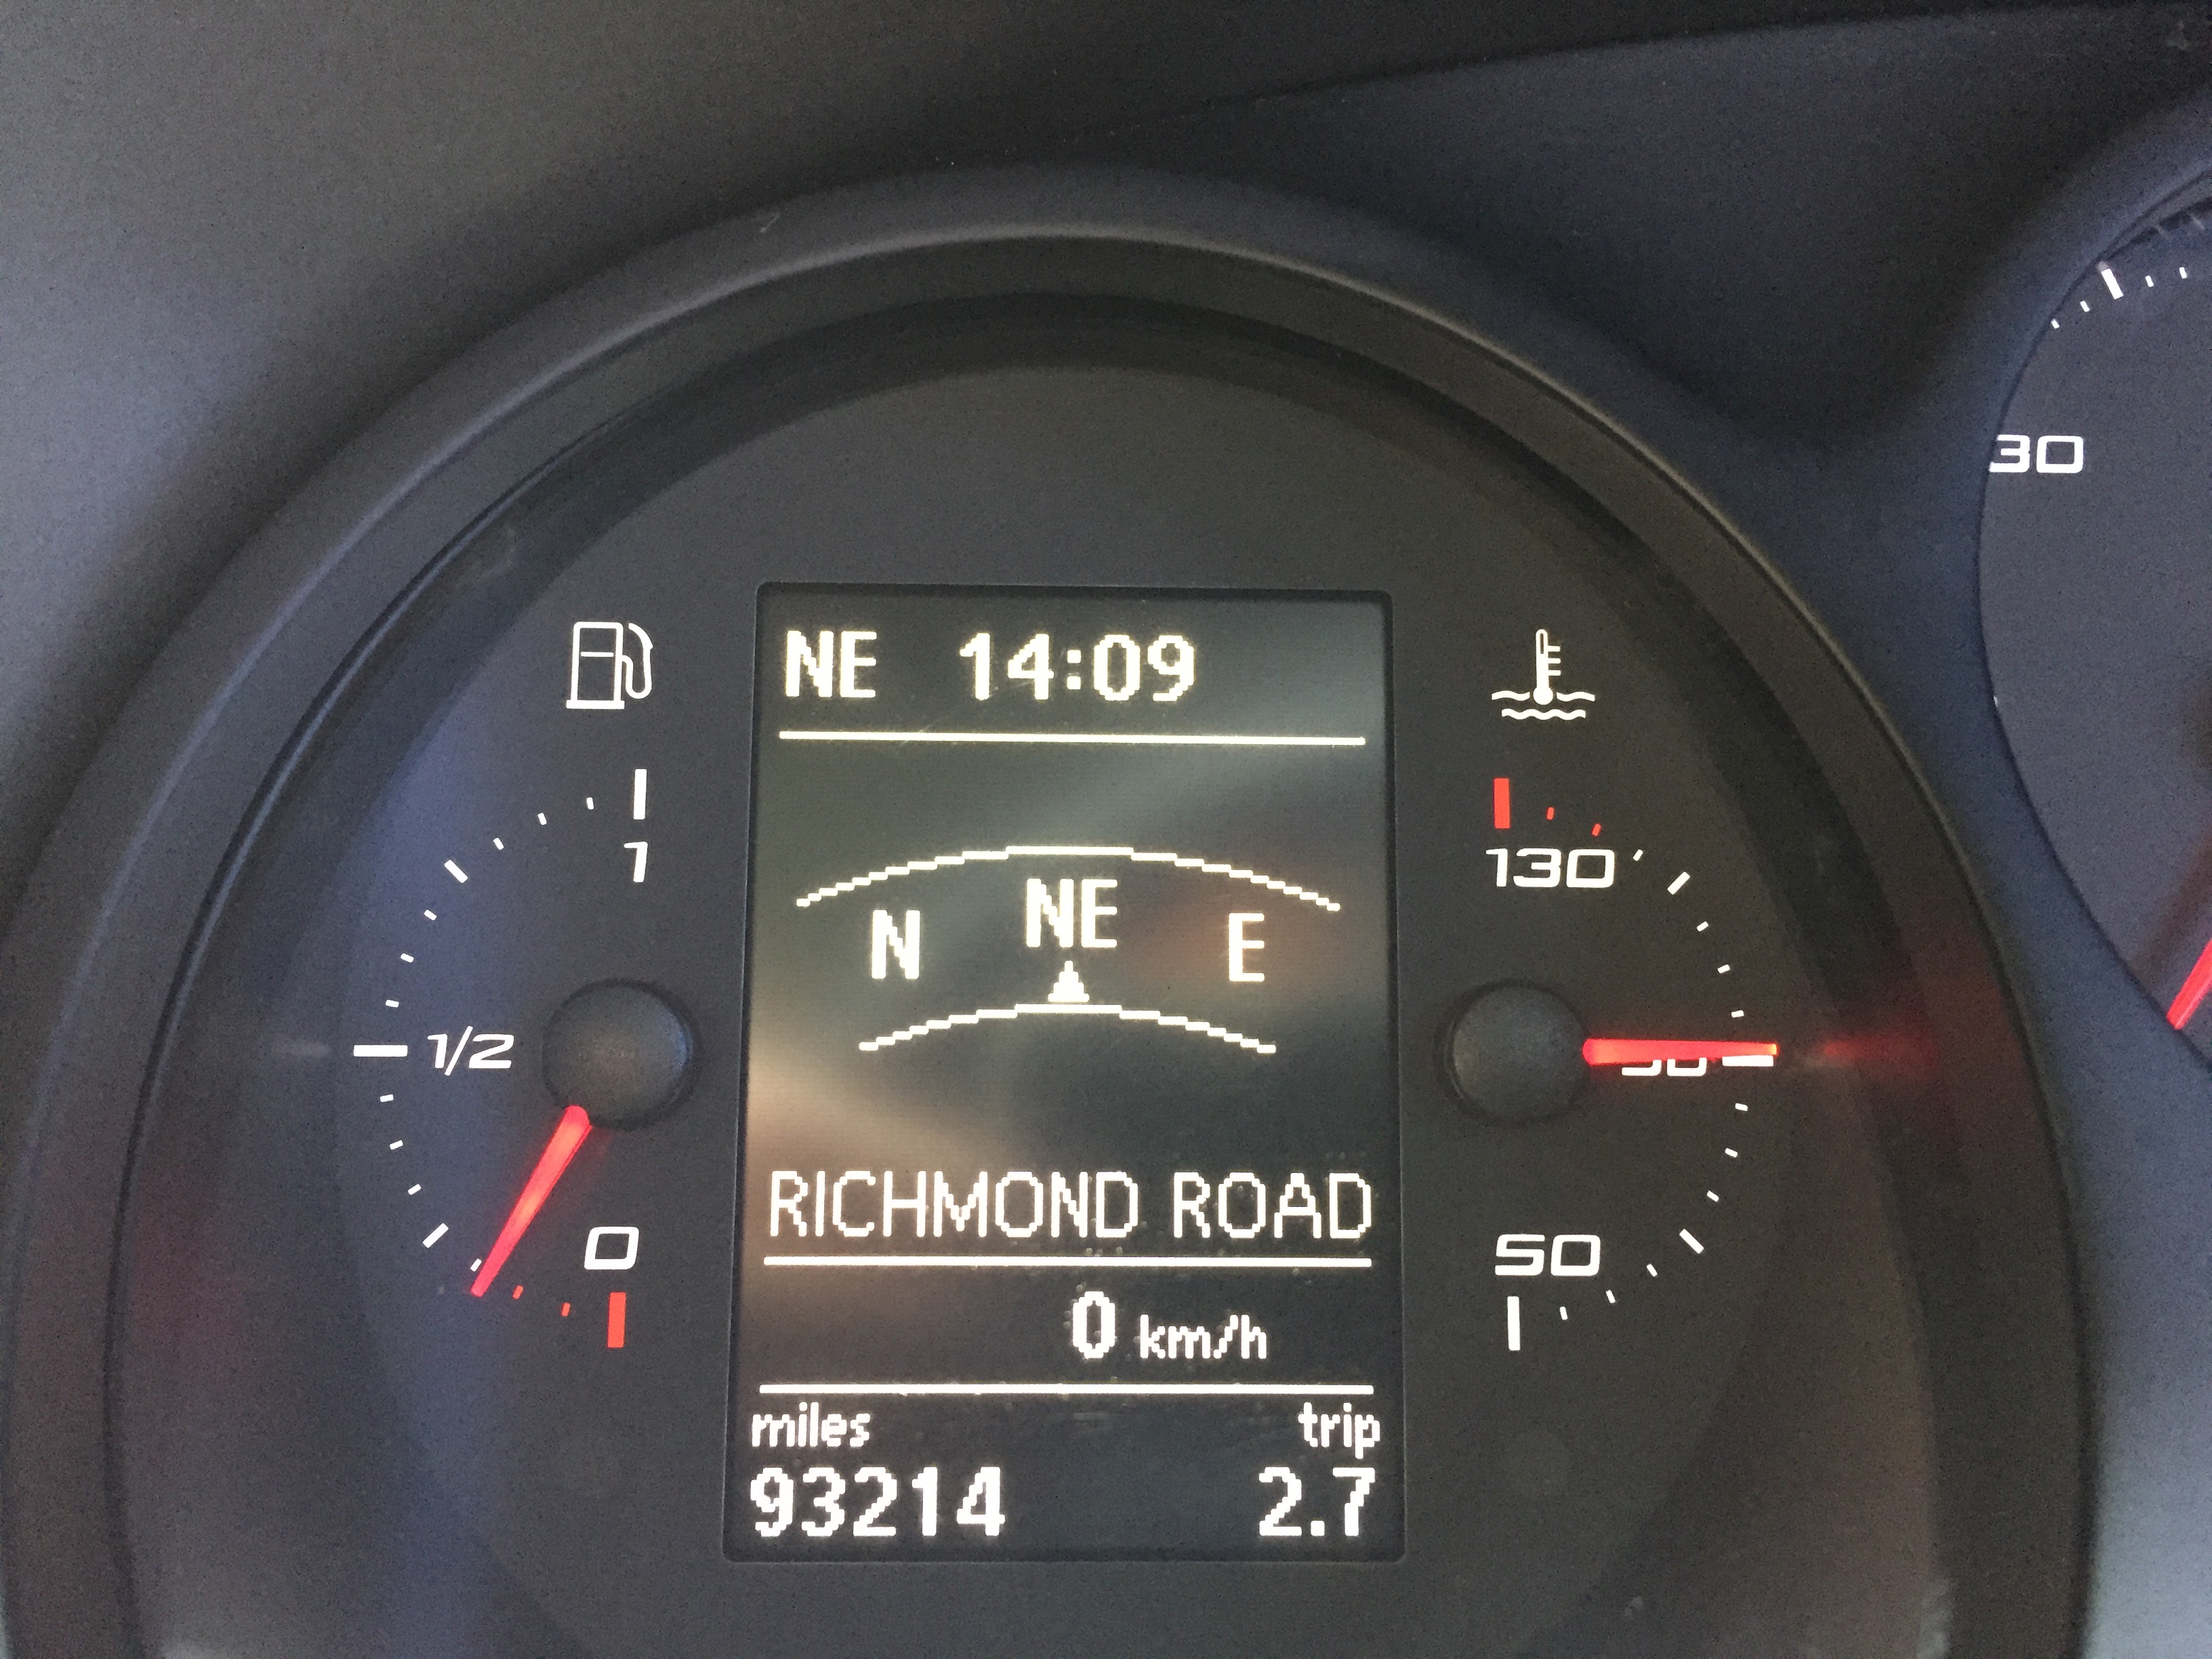 NE 14:09
30
1
130
N NE E
1/2
RICHMOND ROAD
0
50
0 km/h
miles trip
93214 2.7